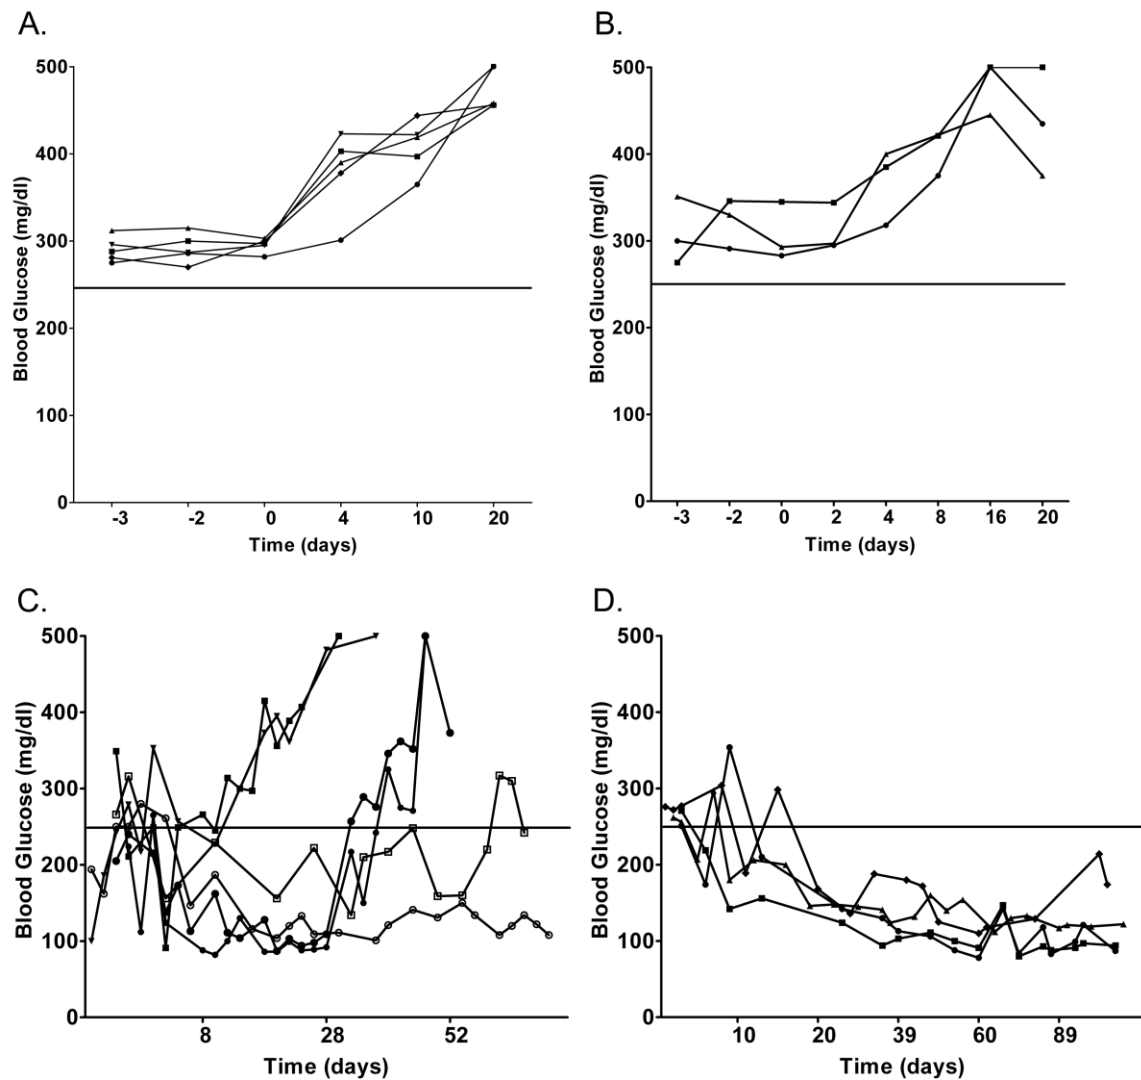 A.
500
400
300
200
100
0
Blood Glucose (mg/dl)
-3 -2 0 4 10 20
Time (days)
B.
500
400
300
200
100
0
Blood Glucose (mg/dl)
-3 -2 0 2 4 8 16 20
Time (days)
C.
500
400
300
200
100
0
Blood Glucose (mg/dl)
8 28 52
Time (days)
D.
500
400
300
200
100
0
Blood Glucose (mg/dl)
10 20 39 60 89
Time (days)